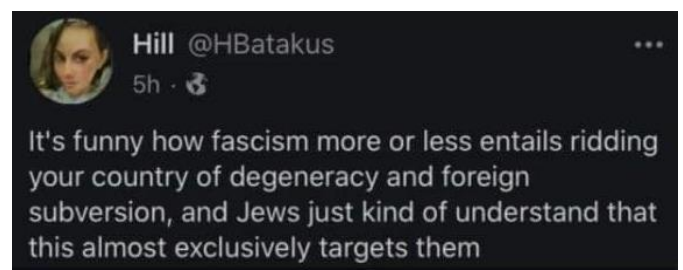 Hill @HBatakus
5h ·
It's funny how fascism more or less entails ridding
your country of degeneracy and foreign
subversion, and Jews just kind of understand that
this almost exclusively targets them